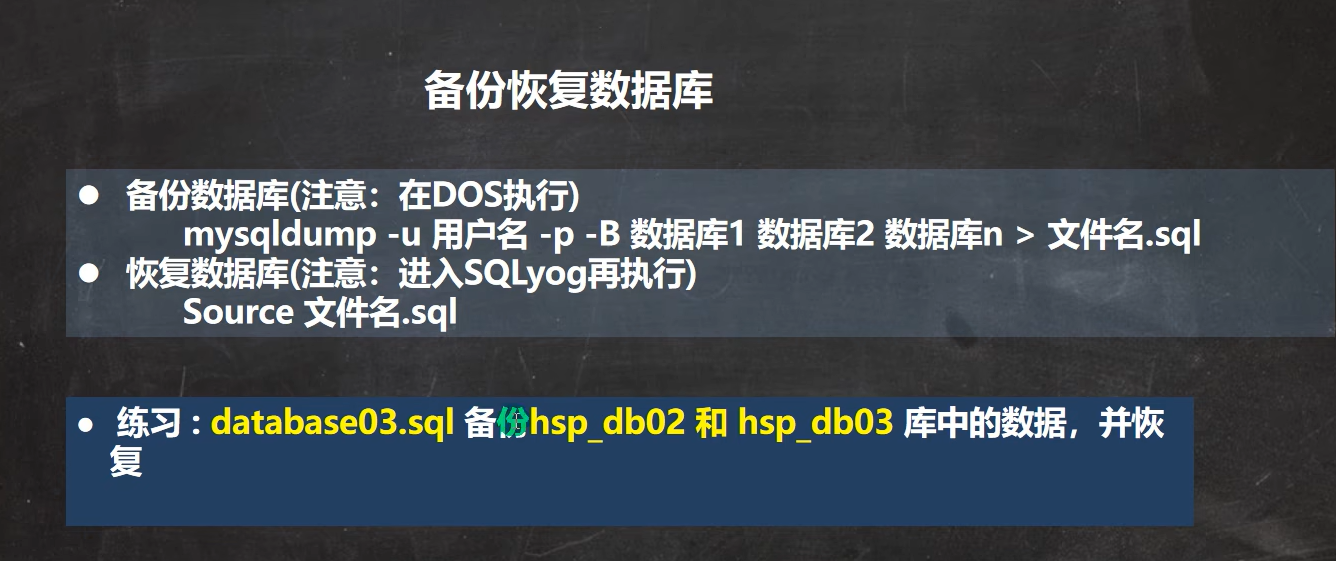 备份恢复数据库
● 备份数据库(注意：在DOS执行)
mysqldump -u 用户名 -p -B 数据库1 数据库2 数据库n > 文件名.sql
● 恢复数据库(注意：进入SQLyog再执行)
Source 文件名.sql
● 练习 : database03.sql 备份hsp_db02 和 hsp_db03 库中的数据，并恢
复